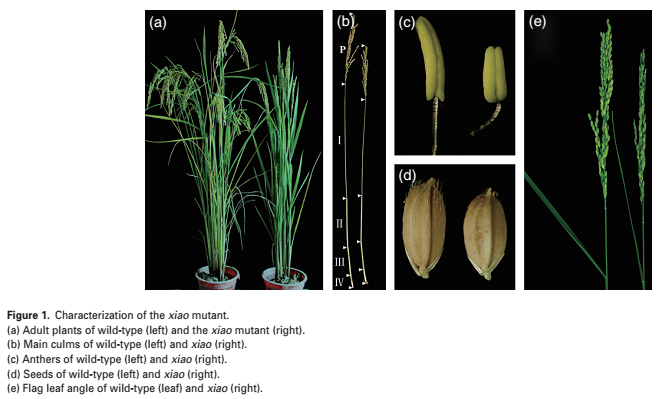 (a)
(b)
(c)
(e)
P
I
(d)
II
III
IV
Figure 1. Characterization of the xiao mutant.
(a) Adult plants of wild-type (left) and the xiao mutant (right).
(b) Main culms of wild-type (left) and xiao (right).
(c) Anthers of wild-type (left) and xiao (right).
(d) Seeds of wild-type (left) and xiao (right).
(e) Flag leaf angle of wild-type (leaf) and xiao (right).